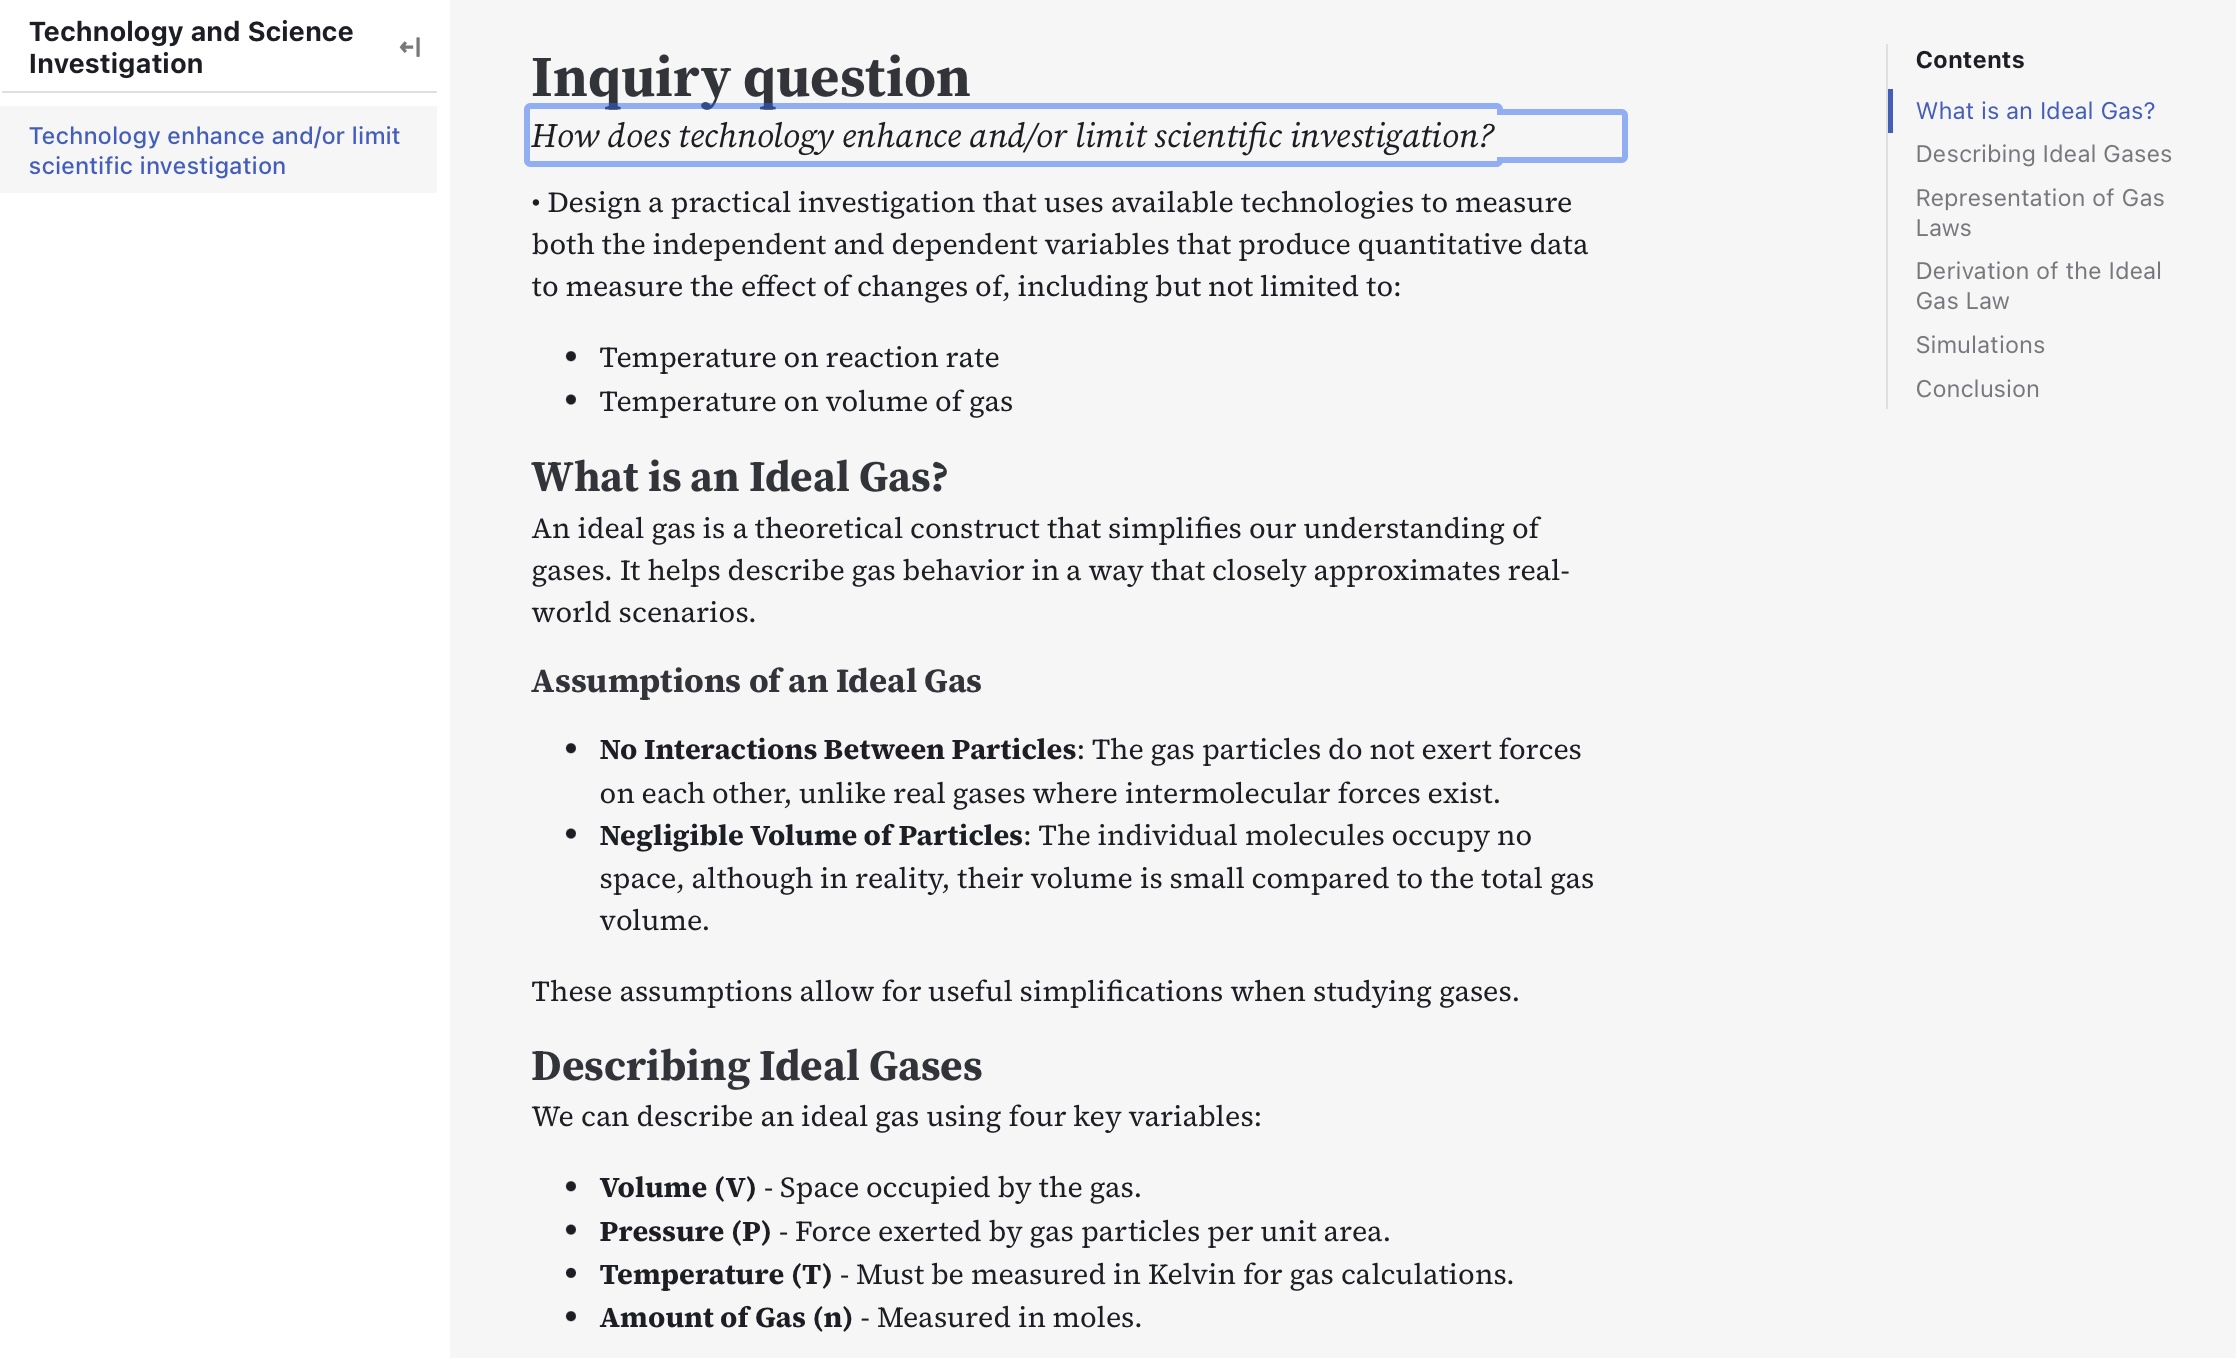 Technology and Science
Investigation
Technology enhance and/or limit
scientific investigation
Inquiry question
How does technology enhance and/or limit scientific investigation?
• Design a practical investigation that uses available technologies to measure
both the independent and dependent variables that produce quantitative data
to measure the effect of changes of, including but not limited to:
• Temperature on reaction rate
• Temperature on volume of gas
What is an Ideal Gas?
An ideal gas is a theoretical construct that simplifies our understanding of
gases. It helps describe gas behavior in a way that closely approximates real-
world scenarios.
Assumptions of an Ideal Gas
• No Interactions Between Particles: The gas particles do not exert forces
on each other, unlike real gases where intermolecular forces exist.
• Negligible Volume of Particles: The individual molecules occupy no
space, although in reality, their volume is small compared to the total gas
volume.
These assumptions allow for useful simplifications when studying gases.
Describing Ideal Gases
We can describe an ideal gas using four key variables:
• Volume (V) - Space occupied by the gas.
• Pressure (P) - Force exerted by gas particles per unit area.
• Temperature (T) - Must be measured in Kelvin for gas calculations.
• Amount of Gas (n) - Measured in moles.
Contents
What is an Ideal Gas?
Describing Ideal Gases
Representation of Gas
Laws
Derivation of the Ideal
Gas Law
Simulations
Conclusion